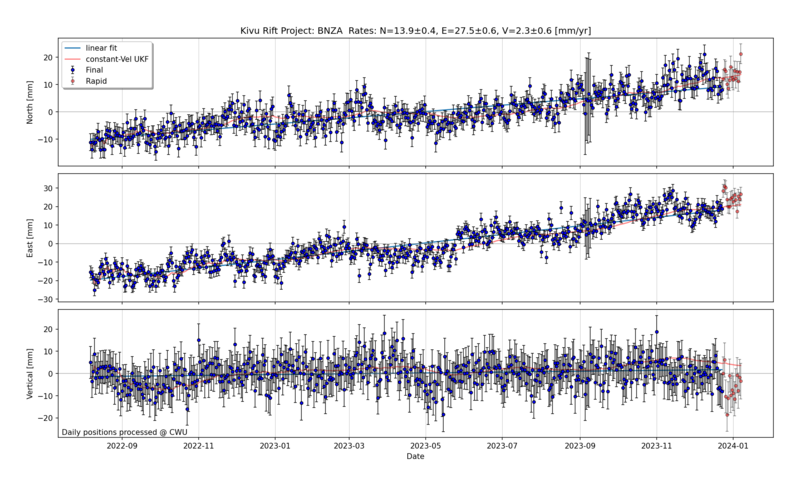 Kivu Rift Project: BNZA  Rates: N=13.9±0.4, E=27.5±0.6, V=2.3±0.6 [mm/yr]
linear fit
constant-Vel UKF
Final
Rapid
North [mm]
20
10
0
−10
East [mm]
30
20
10
0
−10
−20
−30
Vertical [mm]
20
10
0
−10
−20
Daily positions processed @ CWU
2022-09
2022-11
2023-01
2023-03
2023-05
2023-07
2023-09
2023-11
2024-01
Date